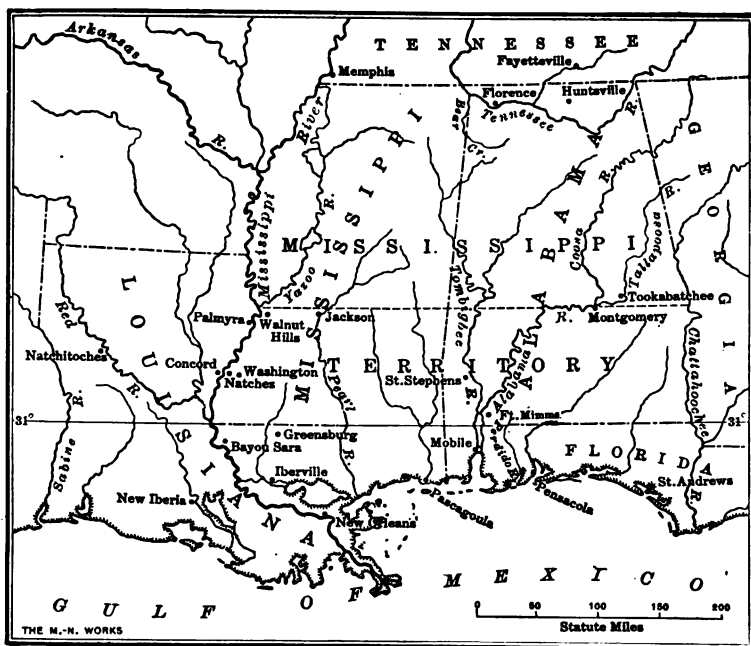 Arkansas
R.
TENNESSEE
Fayetteville
Memphis
Florence
Huntsville
Bear
Cr.
Tennessee
R.
River
Mississippi
Yazoo
R.
MISSISSIPPI
ALABAMA
GEORGIA
Coosa
R.
Tallapoosa
R.
MISSISSIPPI
TERRITORY
LOUISIANA
Red
R.
Tombigbee
R.
Tookabatchee
Montgomery
R.
Palmyra
Walnut
Hills
Jackson
Natchitoches
Concord
Washington
Natches
St. Stephens
Alabama
Chattahoochee
R.
Pearl
R.
Ft. Mimms
31°
31°
Perdido R.
Sabine
R.
Greensburg
Bayou Sara
Mobile
FLORIDA
Iberville
St. Andrews
New Iberia
New Orleans
Pascagoula
Pensacola
GULF OF MEXICO
0 50 100 150 200
Statute Miles
THE M.-N. WORKS